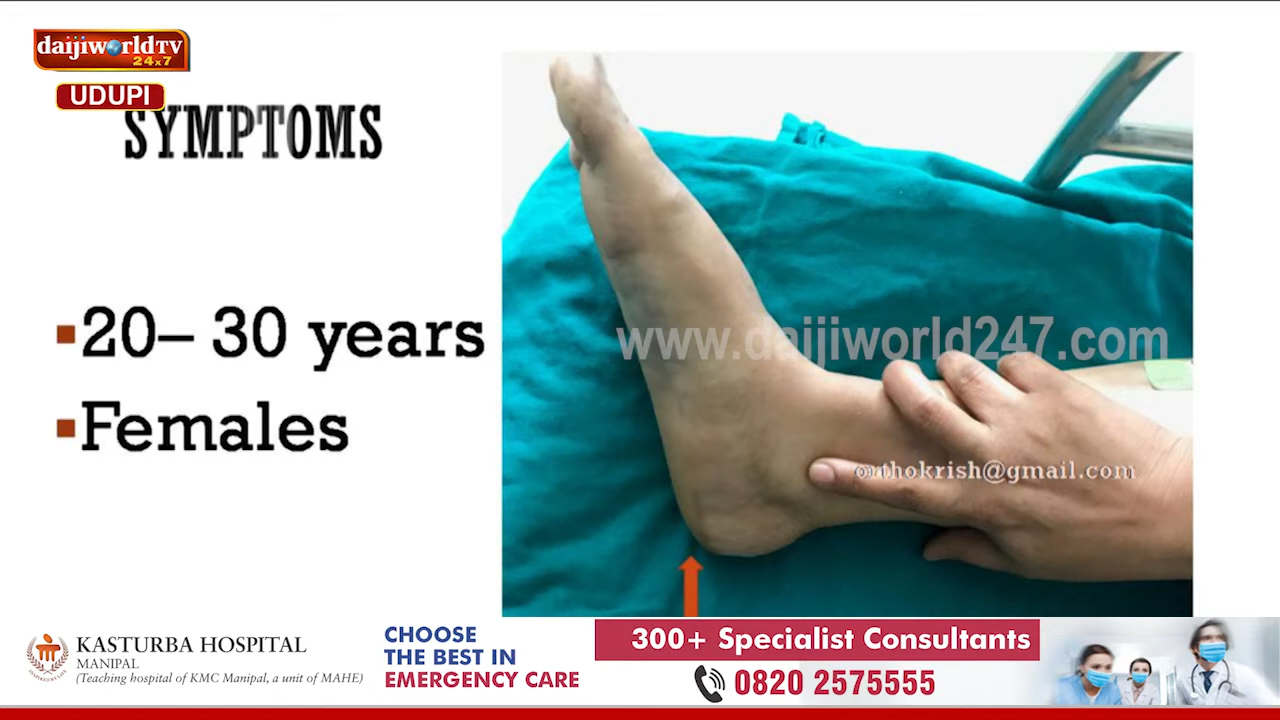 daijiworldTV
24x7
UDUPI
SYMPTOMS
20– 30 years
Females
www.daijiworld247.com
orthokrish@gmail.com
KASTURBA HOSPITAL
MANIPAL
(Teaching hospital of KMC Manipal, a unit of MAHE)
CHOOSE
THE BEST IN
EMERGENCY CARE
300+ Specialist Consultants
0820 2575555